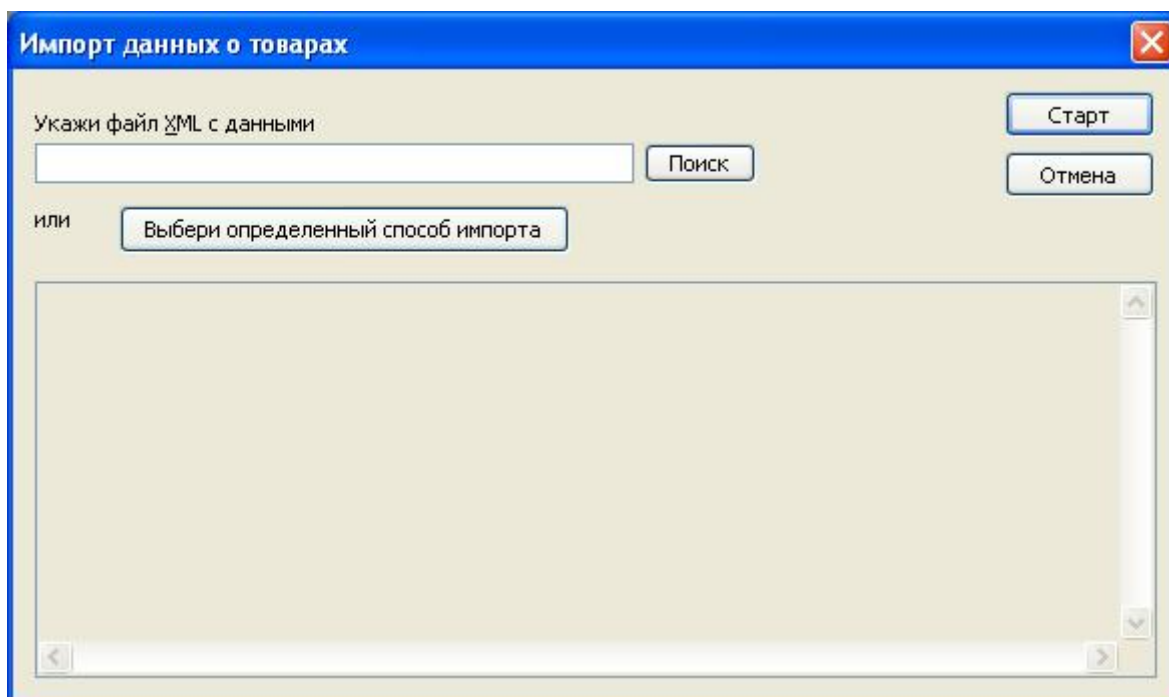 Импорт данных о товарах
Укажи файл XML с данными
Старт
Поиск
Отмена
или
Выбери определенный способ импорта